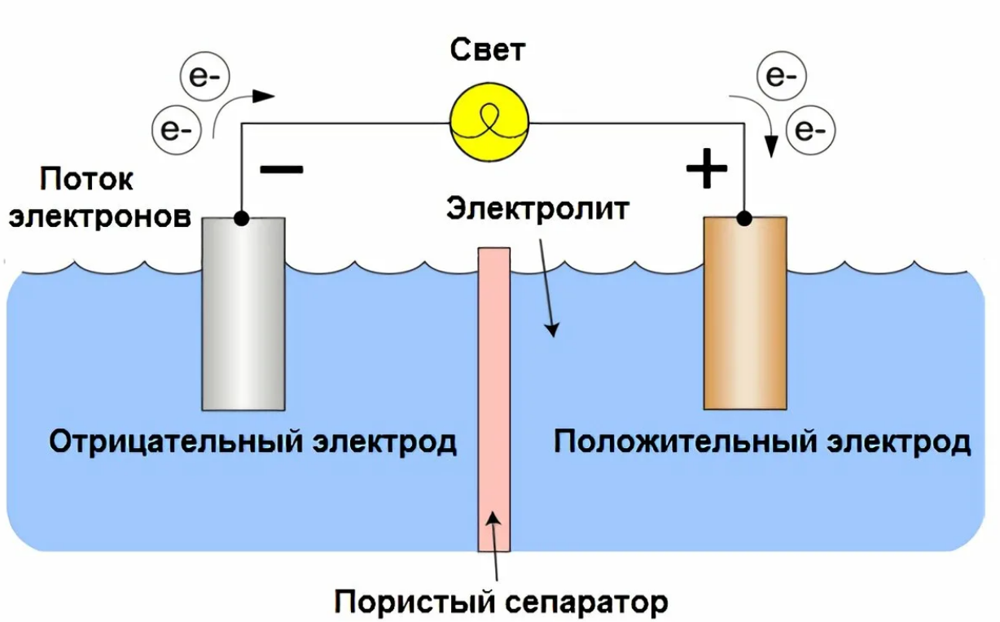 Свет
e-
e-
e-
e-
Поток
электронов
−
+
Электролит
Отрицательный электрод
Положительный электрод
Пористый сепаратор